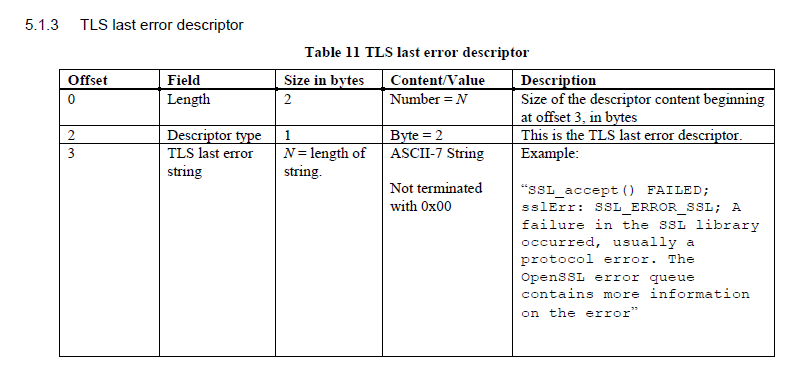 5.1.3 TLS last error descriptor
Table 11 TLS last error descriptor
Offset Field Size in bytes Content/Value Description
0 Length 2 Number = N Size of the descriptor content beginning
at offset 3, in bytes
2 Descriptor type 1 Byte = 2 This is the TLS last error descriptor.
3 TLS last error N = length of ASCII-7 String Example:
string string.
Not terminated "SSL_accept() FAILED;
with 0x00 sslErr: SSL_ERROR_SSL; A
failure in the SSL library
occurred, usually a
protocol error. The
OpenSSL error queue
contains more information
on the error”